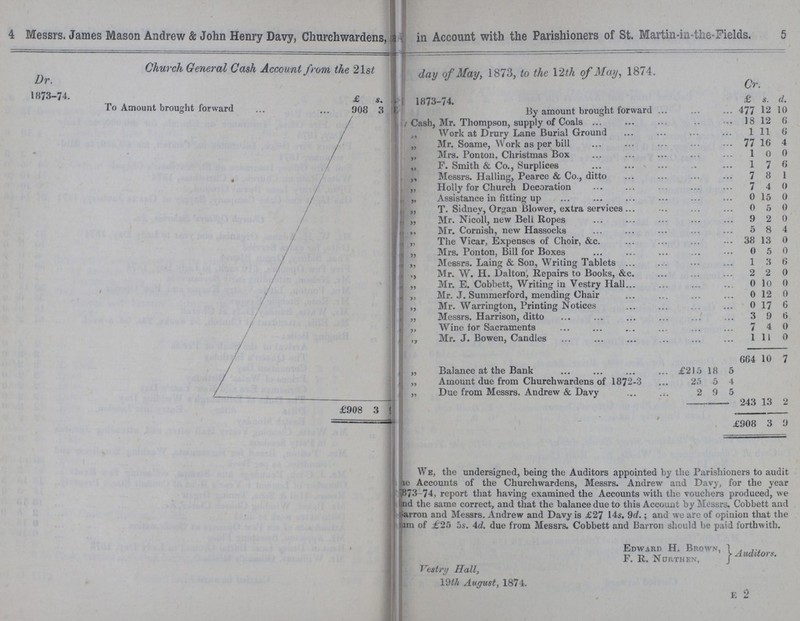 4 Messrs. James Mason Andrew & John Henry Davy, Churchwardens,
Church General Cash Account from the 21st
Dr.
1873-74. £ s.
To Amount brought forward ... ... 908 3
£908 3
in Account with the Parishioners of St. Martin-in-the-Fields. 5
day of May, 1873, to the 12th of May, 1874.
Cr.
1873-74. £ s. d.
By amount brought forward ... ... ... 477 12 10
Cash, Mr. Thompson, supply of Coals ... ... ... ... ... 18 12 6
„ Work at Drury Lane Burial Ground ... ... ... ... ... 1 11 6
„ Mr. Soame, Work as per bill ... ... ... ... ... 77 16 4
„ Mrs. Ponton, Christmas Box ... ... ... ... ... 1 0 0
„ F. Smith & Co., Surplices ... ... ... ... ... 1 7 6
„ Messrs. Halling, Pearce & Co., ditto ... ... ... ... ... 7 8 1
„ Holly for Church Decoration ... ... ... ... ... 7 4 0
„ Assistance in fitting up ... ... ... ... ... ... 0 15 0
„ T. Sidney, Organ Blower, extra services ... ... ... ... 0 5 0
„ Mr. Nicoll, new Bell Ropes ... ... ... ... ... 9 2 0
„ Mr. Cornish, new Hassocks ... ... ... ... ... 5 8 4
„ The Vicar, Expenses of Choir, &c. ... ... ... ... 38 13 0
„ Mrs. Ponton, Bill for Boxes ... ... ... ... ... 0 5 0
„ Messrs. Laing & Son, Writing Tablets ... ... ... ... 1 3 6
„ Mr. W. H. Dalton, Repairs to Books, &c. ... ... ... 2 2 0
„ Mr. E. Cobbett, Writing in Vestry Hall ... ... ... ... 0 10 0
„ Mr. J. Summerford, mending Chair ... ... ... ... 0 12 0
„ Mr. Warrington, Printing Notices ... ... ... ... 0 17 6
„ Messrs. Harrison, ditto ... ... ... ... ... 3 9 6
„ Wine for Sacraments ... ... ... ... ... 7 4 0
„ Mr. J. Bowen, Candles ... ... ... ... ... ... 1 11 0
664 10 7
„ Balance at the Bank ... ... ... ... £215 18 5
„ Amount due from Churchwardens of 1872-3 ... 25 5 4
„ Due from Messrs. Andrew & Davy ... ... 2 9 5
243 13 2
£908 3 9
We, the undersigned, being the Auditors appointed by the Parishioners to audit
Accounts of the Churchwardens, Messrs. Andrew and Davy, for the year
1873-74, report that having examined the Accounts with the vouchers produced, we
the same correct, and that the balance due to this Account by Messrs. Cobbett and
Barron and Messrs. Andrew and Davy is £27 14s. 9d.; and we are of opinion that the
of £25 5s. 4d. due from Messrs. Cobbett and Barron should be paid forthwith.
Edward H. Brown,
F. R. Northen, } Auditors.
Vestry Hall,
19th August, 1874.
E 2